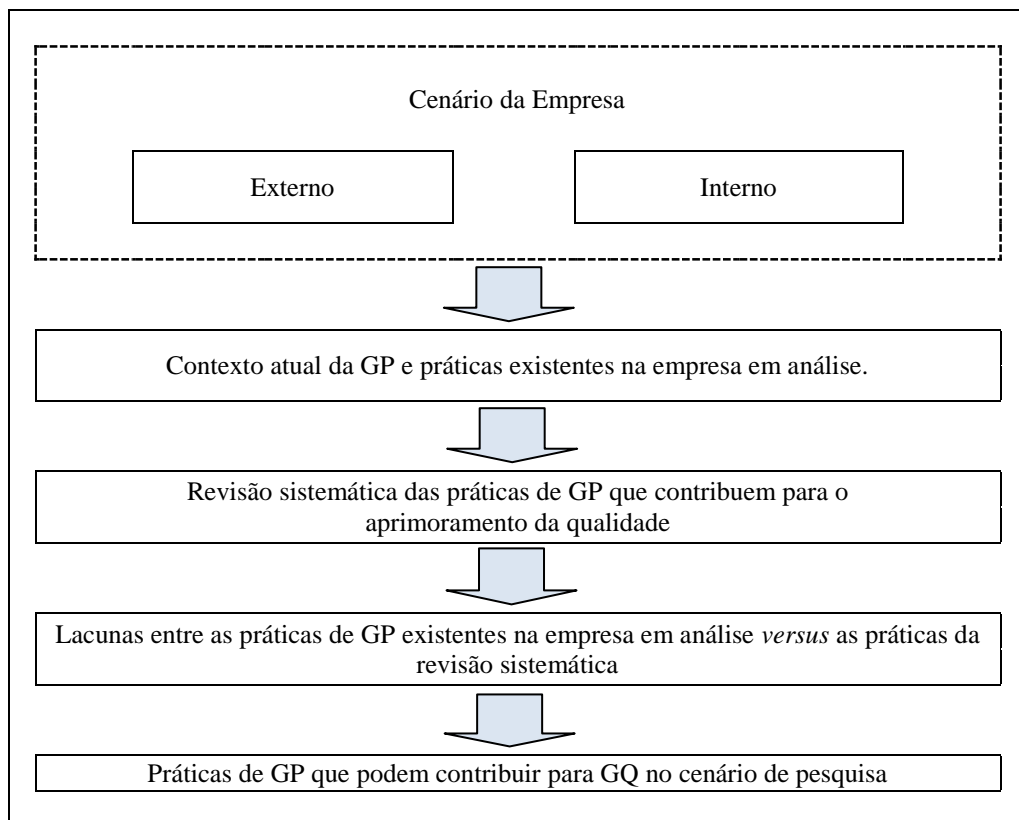 Cenário da Empresa
Externo
Interno
Contexto atual da GP e práticas existentes na empresa em análise.
Revisão sistemática das práticas de GP que contribuem para o
aprimoramento da qualidade
Lacunas entre as práticas de GP existentes na empresa em análise versus as práticas da
revisão sistemática
Práticas de GP que podem contribuir para GQ no cenário de pesquisa